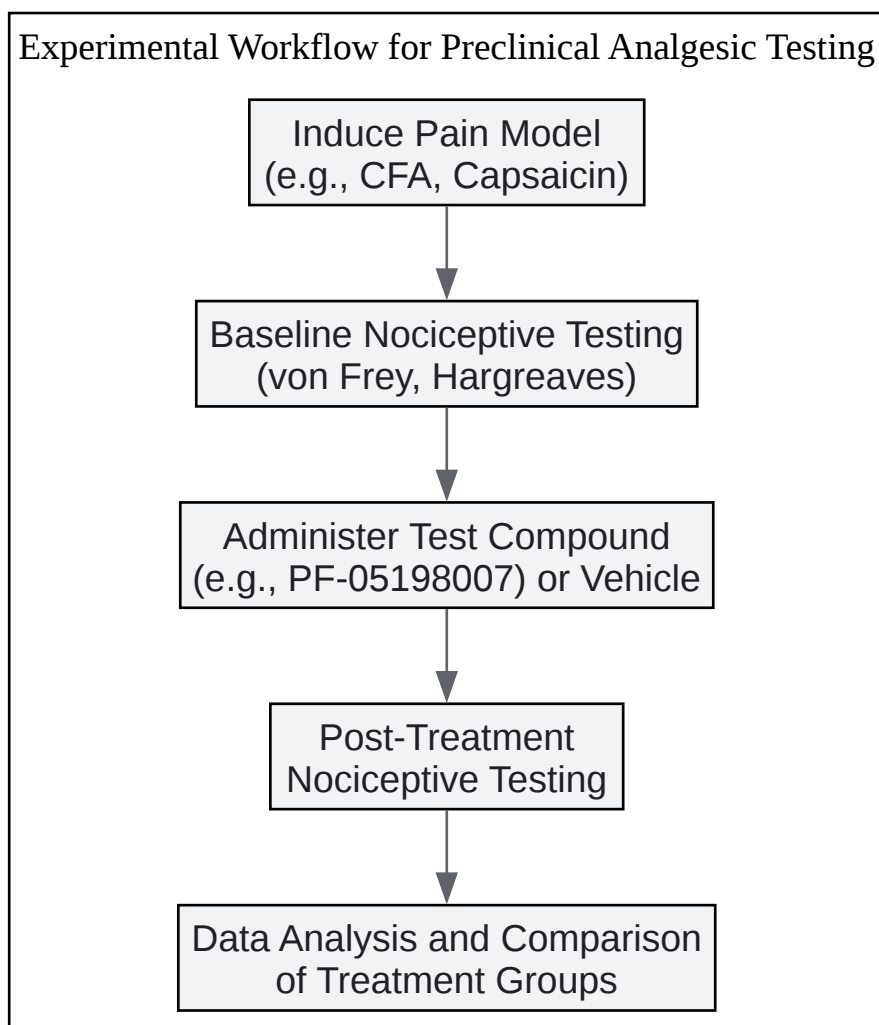 Experimental Workflow for Preclinical Analgesic Testing
Induce Pain Model
(e.g., CFA, Capsaicin)
Baseline Nociceptive Testing
(von Frey, Hargreaves)
Administer Test Compound
(e.g., PF-05198007) or Vehicle
Post-Treatment
Nociceptive Testing
Data Analysis and Comparison
of Treatment Groups